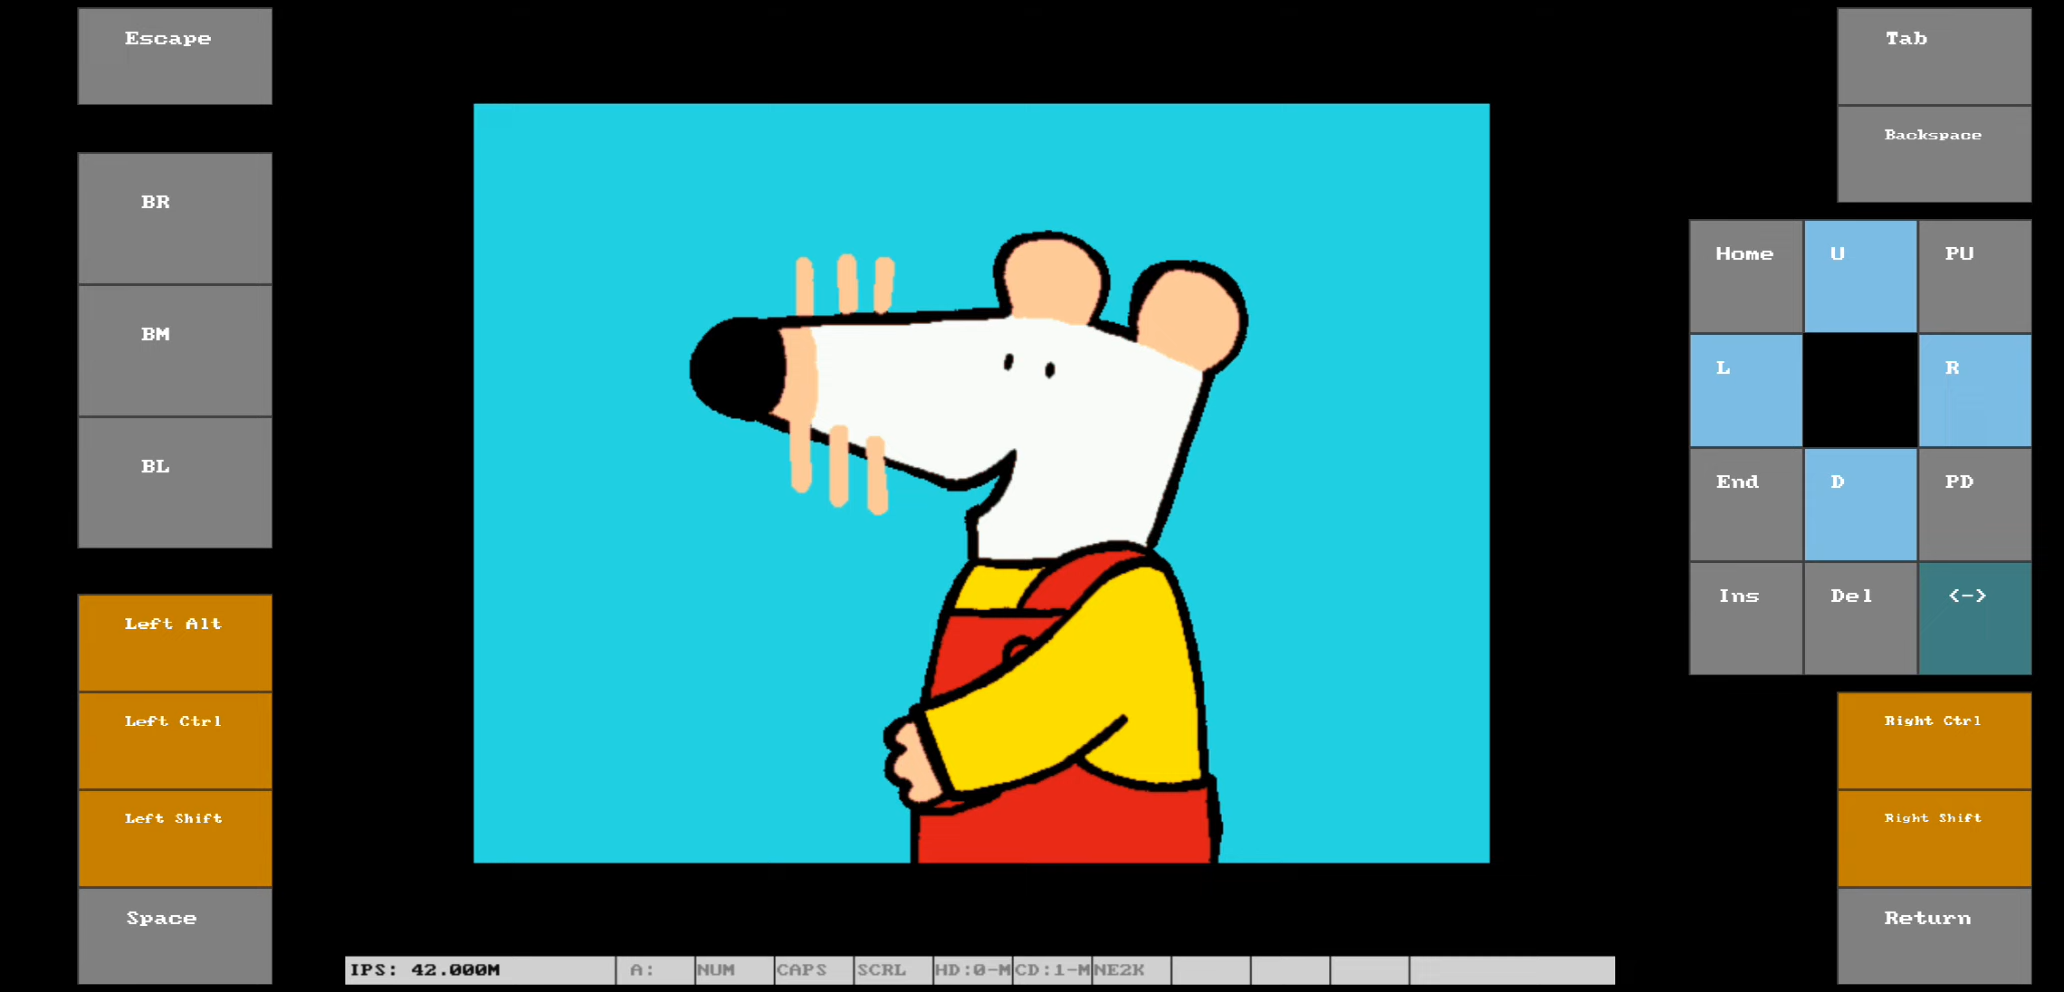 Escape
BR
BM
BL
Left Alt
Left Ctrl
Left Shift
Space
Tab
Backspace
Home U PU
L R
End D PD
Ins Del <->
Right Ctrl
Right Shift
Return
IPS: 42.000M A: NUM CAPS SCRL HD:0-M CD:1-M NE2K